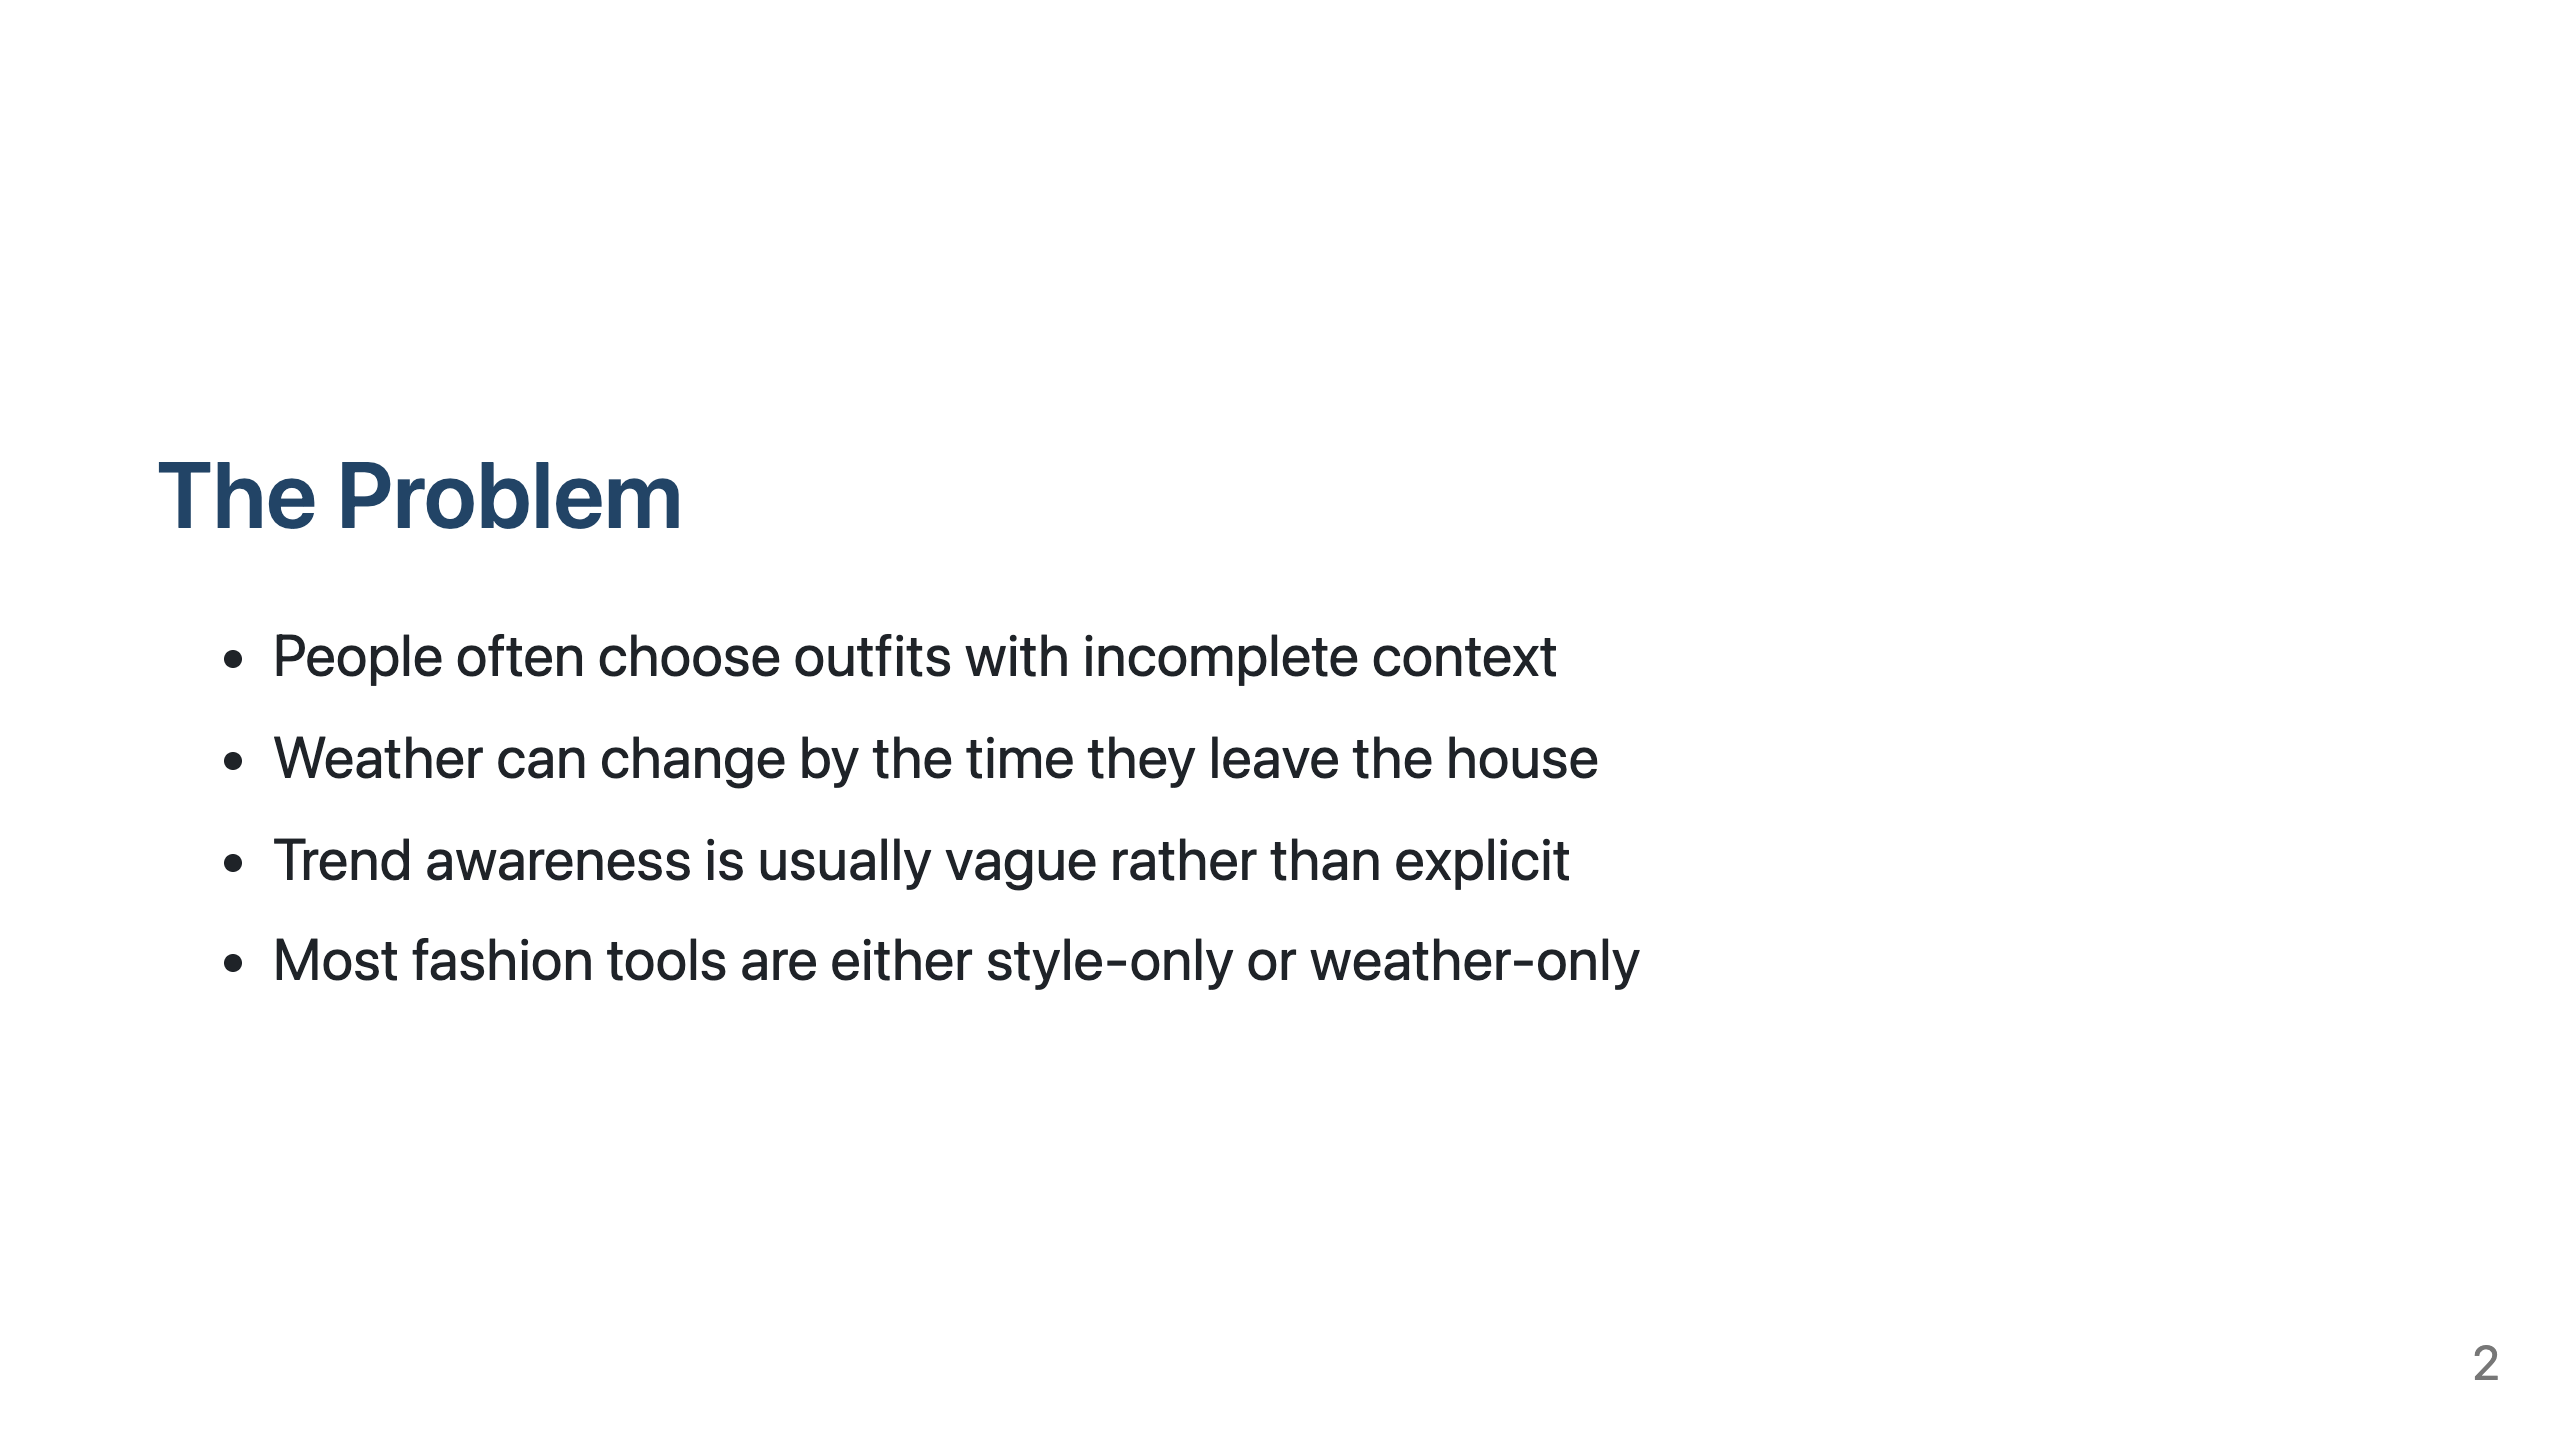 The Problem
• People often choose outfits with incomplete context
• Weather can change by the time they leave the house
• Trend awareness is usually vague rather than explicit
• Most fashion tools are either style-only or weather-only
2